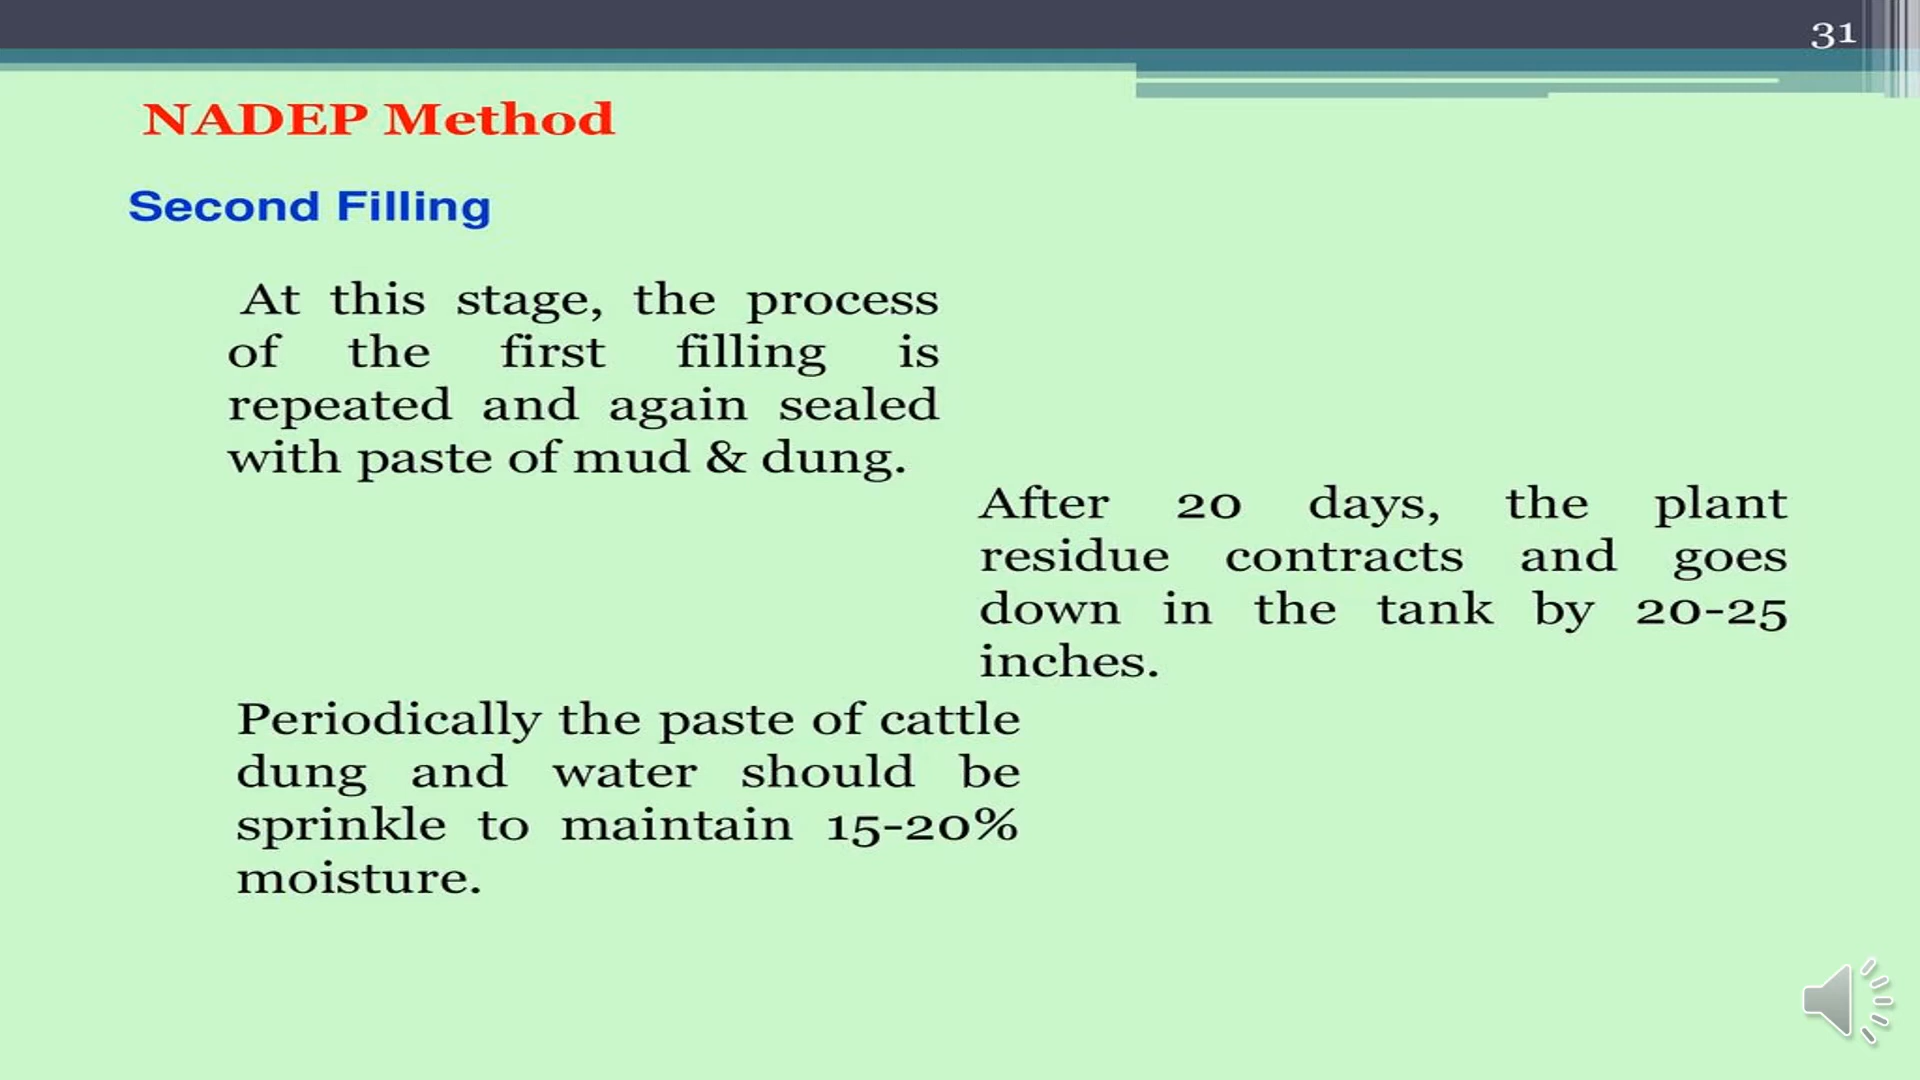 31
NADEP Method
Second Filling
At this stage, the process
of the first filling is
repeated and again sealed
with paste of mud & dung.
After 20 days, the plant
residue contracts and goes
down in the tank by 20-25
inches.
Periodically the paste of cattle
dung and water should be
sprinkle to maintain 15-20%
moisture.